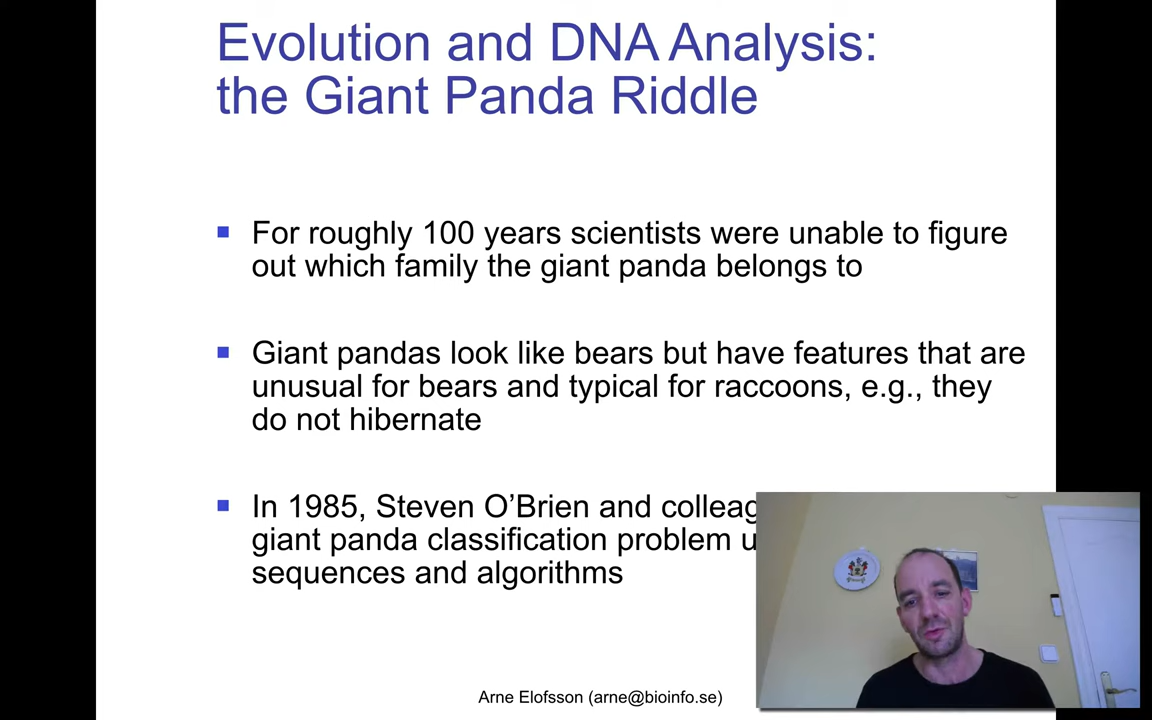 Evolution and DNA Analysis:
the Giant Panda Riddle
For roughly 100 years scientists were unable to figure
out which family the giant panda belongs to
Giant pandas look like bears but have features that are
unusual for bears and typical for raccoons, e.g., they
do not hibernate
In 1985, Steven O’Brien and
giant panda classification problem
sequences and algorithms
Arne Elofsson (arne@bioinfo.se)